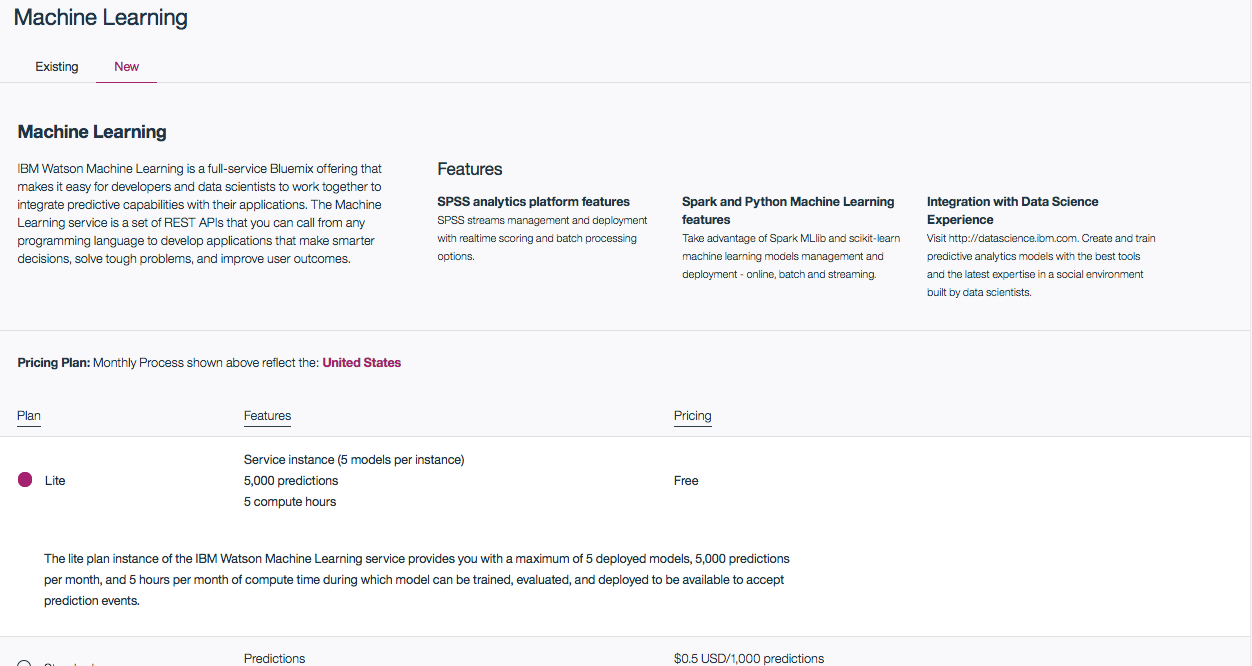 Machine Learning
Existing
New
Machine Learning
IBM Watson Machine Learning is a full-service Bluemix offering that
makes it easy for developers and data scientists to work together to
integrate predictive capabilities with their applications. The Machine
Learning service is a set of REST APIs that you can call from any
programming language to develop applications that make smarter
decisions, solve tough problems, and improve user outcomes.
Features
SPSS analytics platform features
SPSS streams management and deployment
with realtime scoring and batch processing
options.
Spark and Python Machine Learning
features
Take advantage of Spark MLlib and scikit-learn
machine learning models management and
deployment - online, batch and streaming.
Integration with Data Science
Experience
Visit http://datascience.ibm.com. Create and train
predictive analytics models with the best tools
and the latest expertise in a social environment
built by data scientists.
Pricing Plan: Monthly Process shown above reflect the: United States
Plan
Features
Pricing
Lite
Service instance (5 models per instance)
5,000 predictions
5 compute hours
Free
The lite plan instance of the IBM Watson Machine Learning service provides you with a maximum of 5 deployed models, 5,000 predictions
per month, and 5 hours per month of compute time during which model can be trained, evaluated, and deployed to be available to accept
prediction events.
Predictions
$0.5 USD/1,000 predictions